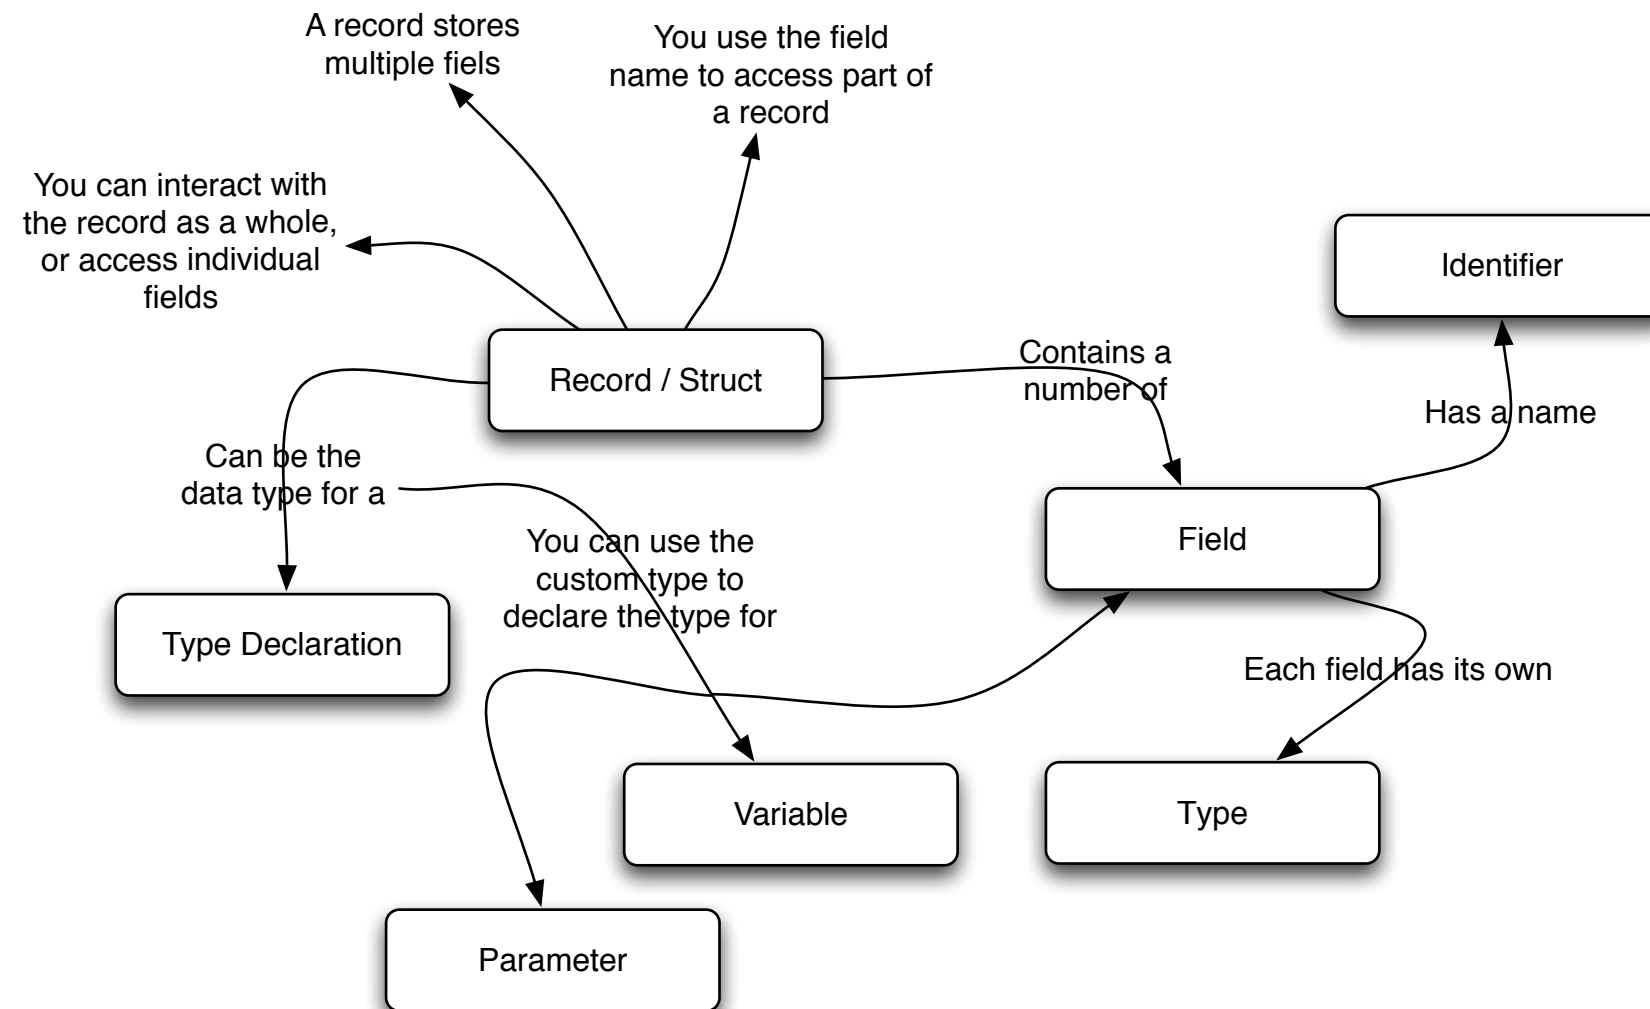 A record stores
multiple fiels
You use the field
name to access part of
a record
You can interact with
the record as a whole,
or access individual
fields
Identifier
Record / Struct
Contains a
number of
Has a name
Can be the
data type for a
Field
You can use the
custom type to
declare the type for
Type Declaration
Each field has its own
Variable
Type
Parameter